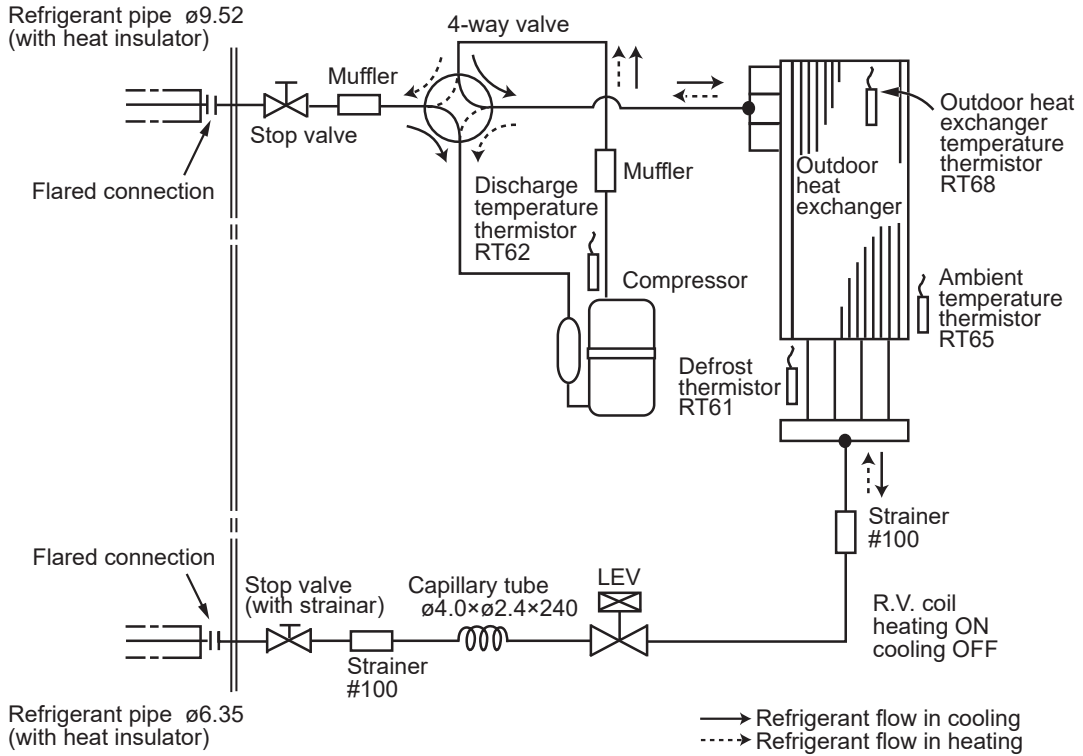 Refrigerant pipe ø9.52
(with heat insulator)
4-way valve
Muffler
Stop valve
Flared connection
Outdoor heat
exchanger
temperature
thermistor
RT68
Outdoor
heat
exchanger
Muffler
Discharge
temperature
thermistor
RT62
Compressor
Ambient
temperature
thermistor
RT65
Defrost
thermistor
RT61
Strainer
#100
Flared connection
Stop valve
(with strainar)
Capillary tube
ø4.0×ø2.4×240
LEV
R.V. coil
heating ON
cooling OFF
Strainer
#100
Refrigerant pipe ø6.35
(with heat insulator)
Refrigerant flow in cooling
Refrigerant flow in heating